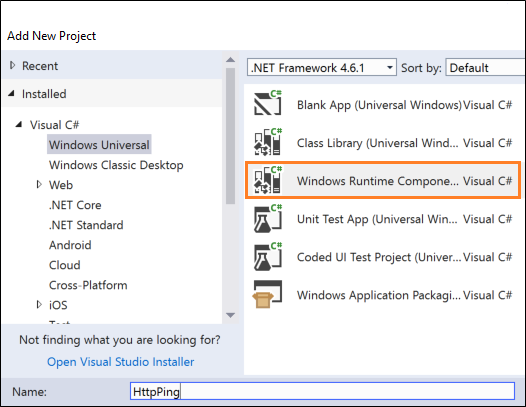 Add New Project
Recent
Installed
Visual C#
Windows Universal
Windows Classic Desktop
Web
.NET Core
.NET Standard
Android
Cloud
Cross-Platform
iOS
Not finding what you are looking for?
Open Visual Studio Installer
.NET Framework 4.6.1 Sort by: Default
C# Blank App (Universal Windows) Visual C#
C# Class Library (Universal Wind... Visual C#
C# Windows Runtime Compone... Visual C#
C# Unit Test App (Universal Win... Visual C#
C# Coded UI Test Project (Univer... Visual C#
Windows Application Packagi... Visual C#
Name: HttpPing